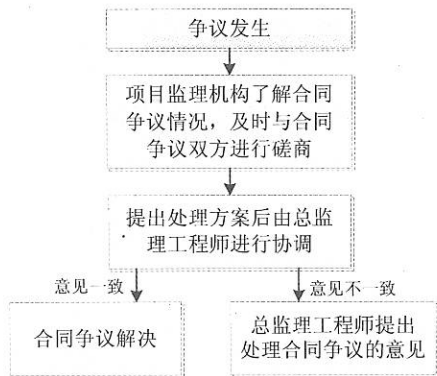 争议发生
项目监理机构了解合同
争议情况，及时与合同
争议双方进行磋商
提出处理方案后由总监
理工程师进行协调
意见一致
意见不一致
合同争议解决
总监理工程师提出
处理合同争议的意见